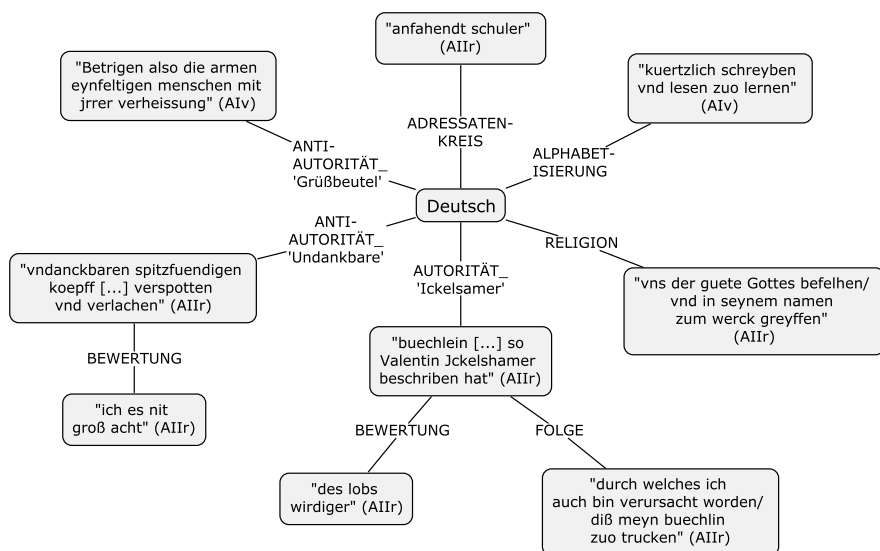 "anfahendt schuler"
(AIIr)
"Betrigen also die armen
eynfeltigen menschen mit
jrrer verheissung" (AIv)
"kuertzlich schreyben
vnd lesen zuo lernen"
(AIv)
ADRESSATEN-
KREIS
ANTI-
AUTORITÄT_
'Grüßbeutel'
ALPHABET-
ISIERUNG
Deutsch
ANTI-
AUTORITÄT_
'Undankbare'
RELIGION
AUTORITÄT_
'Ickelsamer'
"vndanckbaren spitzfuendigen
koepff [...] verspotten
vnd verlachen" (AIIr)
"vns der guete Gottes befelhen/
vnd in seynem namen
zum werck greyffen"
(AIIr)
"buechlein [...] so
Valentin Jckelshamer
beschriben hat" (AIIr)
BEWERTUNG
"ich es nit
groß acht" (AIIr)
BEWERTUNG
FOLGE
"des lobs
wirdiger" (AIIr)
"durch welches ich
auch bin verursacht worden/
diß meyn buechlin
zuo trucken" (AIIr)